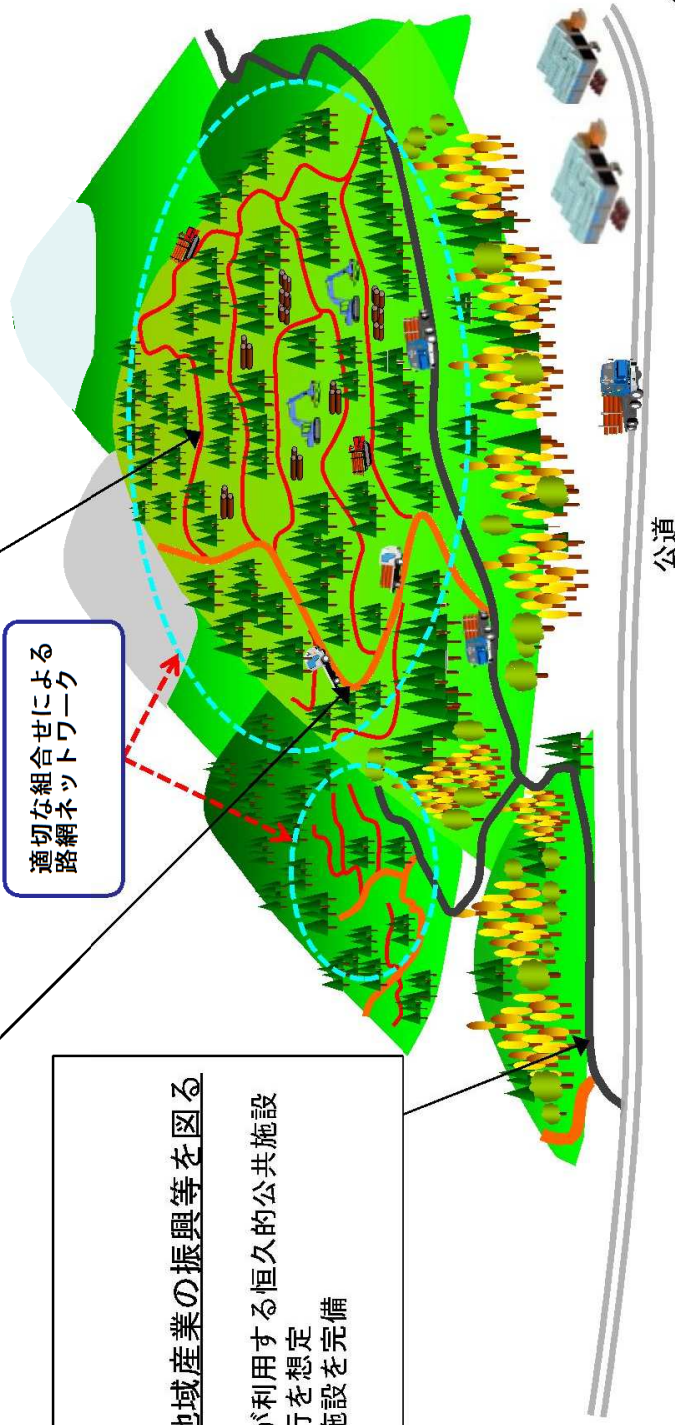 適切な組合せによる
路網ネットワーク
地域産業の振興等を図る
が利用する恒久的公共施設
行を想定
施設を完備
公道